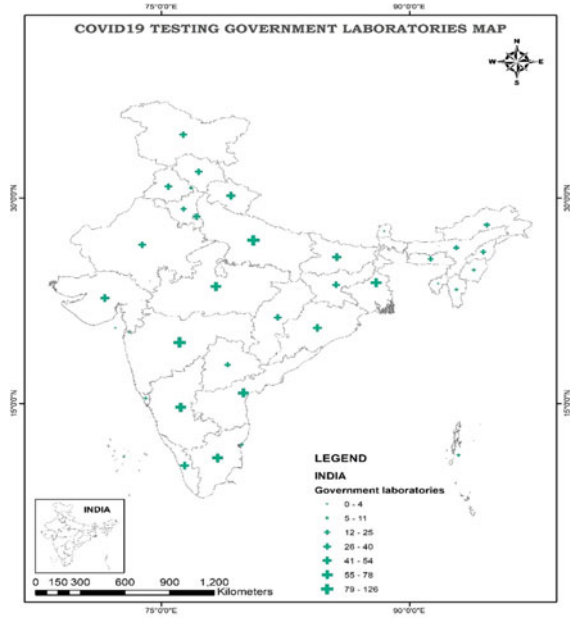 75°0'0"E 90°0'0"E
COVID19 TESTING GOVERNMENT LABORATORIES MAP
N
W E
S
30°0'0"N 30°0'0"N
15°0'0"N 15°0'0"N
LEGEND
INDIA
Government laboratories
0 - 4
5 - 11
12 - 25
26 - 40
41 - 54
55 - 78
79 - 126
INDIA
0 150 300 600 900 1,200
Kilometers
75°0'0"E 90°0'0"E